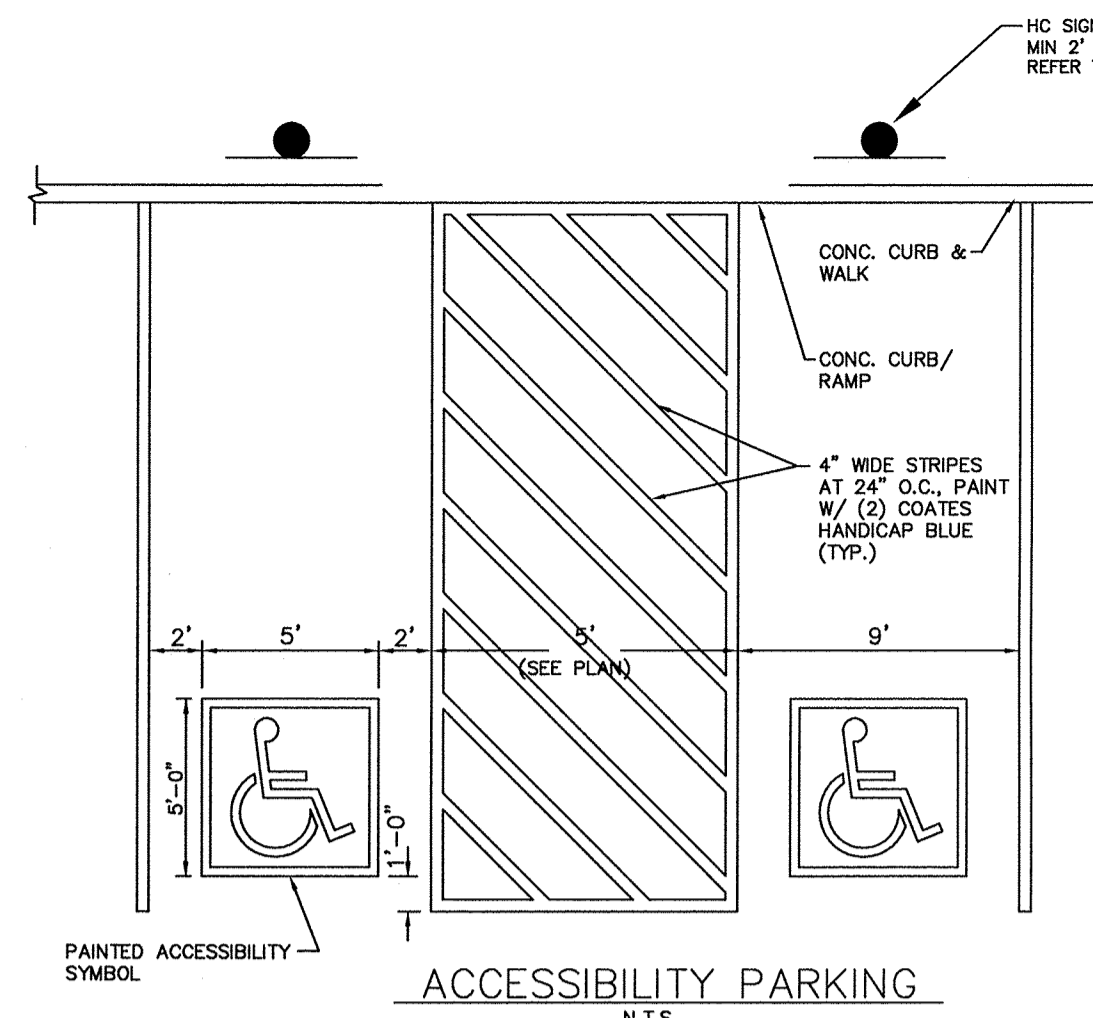 HC SIGN
MIN 2'
REFER
CONC. CURB &
WALK
CONC. CURB/
RAMP
4" WIDE STRIPES
AT 24" O.C., PAINT
W/ (2) COATES
HANDICAP BLUE
(TYP.)
2' 5' 2' 5' 9'
(SEE PLAN)
5'-0"
1'-0"
PAINTED ACCESSIBILITY
SYMBOL
ACCESSIBILITY PARKING
N.T.S.